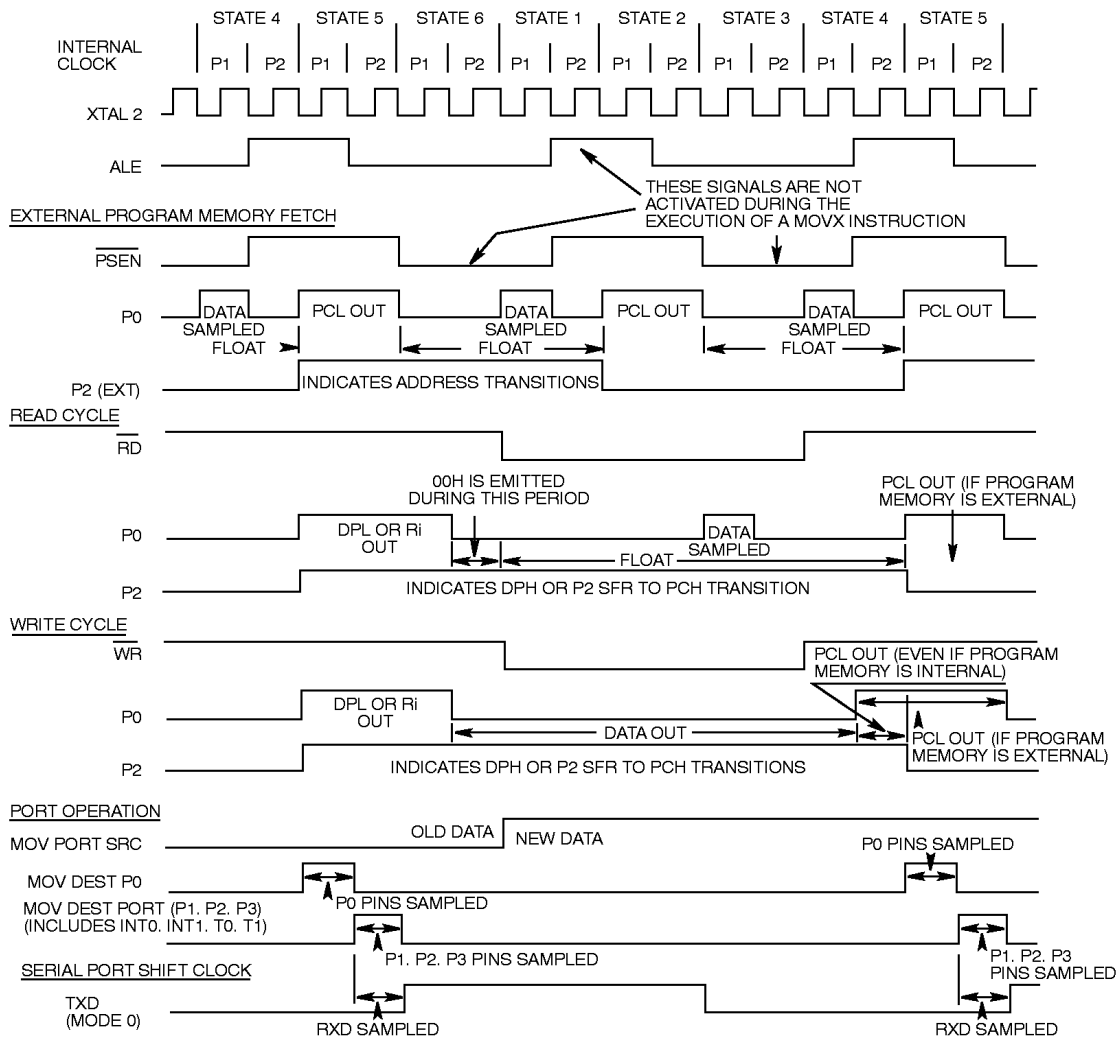 STATE 4 STATE 5 STATE 6 STATE 1 STATE 2 STATE 3 STATE 4 STATE 5
INTERNAL
CLOCK
P1 P2 P1 P2 P1 P2 P1 P2 P1 P2 P1 P2 P1 P2 P1 P2
XTAL 2
ALE
THESE SIGNALS ARE NOT
ACTIVATED DURING THE
EXECUTION OF A MOVX INSTRUCTION
EXTERNAL PROGRAM MEMORY FETCH
PSEN
P0
DATA PCL OUT DATA PCL OUT DATA PCL OUT
SAMPLED SAMPLED SAMPLED
FLOAT FLOAT FLOAT
P2 (EXT)
INDICATES ADDRESS TRANSITIONS
READ CYCLE
RD
00H IS EMITTED
DURING THIS PERIOD
PCL OUT (IF PROGRAM
MEMORY IS EXTERNAL)
P0
DPL OR Ri
OUT
DATA
SAMPLED
FLOAT
P2
INDICATES DPH OR P2 SFR TO PCH TRANSITION
WRITE CYCLE
WR
PCL OUT (EVEN IF PROGRAM
MEMORY IS INTERNAL)
P0
DPL OR Ri
OUT
DATA OUT
PCL OUT (IF PROGRAM
MEMORY IS EXTERNAL)
P2
INDICATES DPH OR P2 SFR TO PCH TRANSITIONS
PORT OPERATION
MOV PORT SRC
OLD DATA NEW DATA
P0 PINS SAMPLED
MOV DEST P0
P0 PINS SAMPLED
MOV DEST PORT (P1. P2. P3)
(INCLUDES INT0. INT1. T0. T1)
P1. P2. P3 PINS SAMPLED
P1. P2. P3
PINS SAMPLED
SERIAL PORT SHIFT CLOCK
TXD
(MODE 0)
RXD SAMPLED RXD SAMPLED